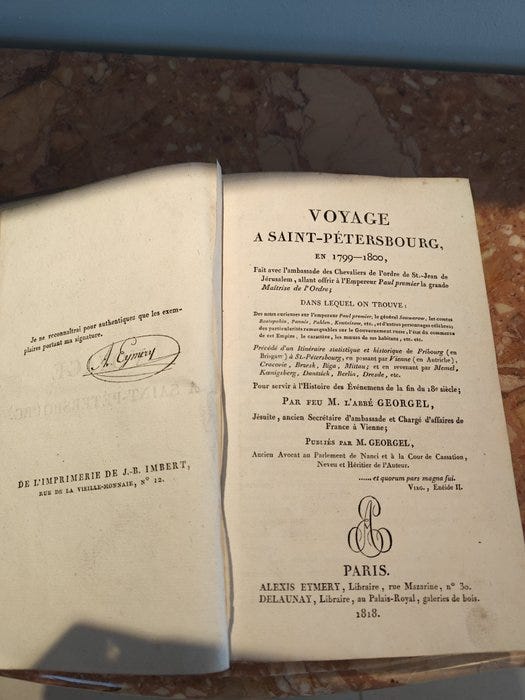 Je ne reconnaîtrai pour authentiques que les exem-
plaires portant ma signature.
A. Eymery
DE L'IMPRIMERIE DE J.-B. IMBERT,
RUE DE LA VIEILLE-MONNAIE, N° 12.
VOYAGE
A SAINT-PÉTERSBOURG,
EN 1799—1800,
Fait avec l'ambassade des Chevaliers de l'ordre de St.-Jean de
Jérusalem, allant offrir à l'Empereur Paul premier la grande
Maîtrise de l'Ordre;
DANS LEQUEL ON TROUVE:
Des notes curieuses sur l'empereur Paul premier, le général Souwarow, les comtes
Rostopchin, Pannin, Pahlen, Koutaïsow, etc., et d'autres personnages célèbres
des particularités remarquables sur le Gouvernement russe, l'état du commerce
de cet Empire, le caractère, les mœurs de ses habitans, etc. etc.
Précédé d'un Itinéraire statistique et historique de Fribourg (en
Brisgaw) à St.-Pétersbourg, en passant par Vienne (en Autriche),
Cracovie, Brzesk, Riga, Mittau; et en revenant par Memel,
Kœnigsberg, Dantzick, Berlin, Dresde, etc.
Pour servir à l'Histoire des Événemens de la fin du 18e siècle;
PAR FEU M. L'ABBÉ GEORGEL,
Jésuite, ancien Secrétaire d'ambassade et Chargé d'affaires de
France à Vienne;
PUBLIÉS PAR M. GEORGEL,
Ancien Avocat au Parlement de Nanci et à la Cour de Cassation,
Neveu et Héritier de l'Auteur.
...... et quorum pars magna fui.
VIRG., Enéide II.
PARIS.
ALEXIS EYMERY, Libraire, rue Mazarine, n° 30.
DELAUNAY, Libraire, au Palais-Royal, galeries de bois.
1818.